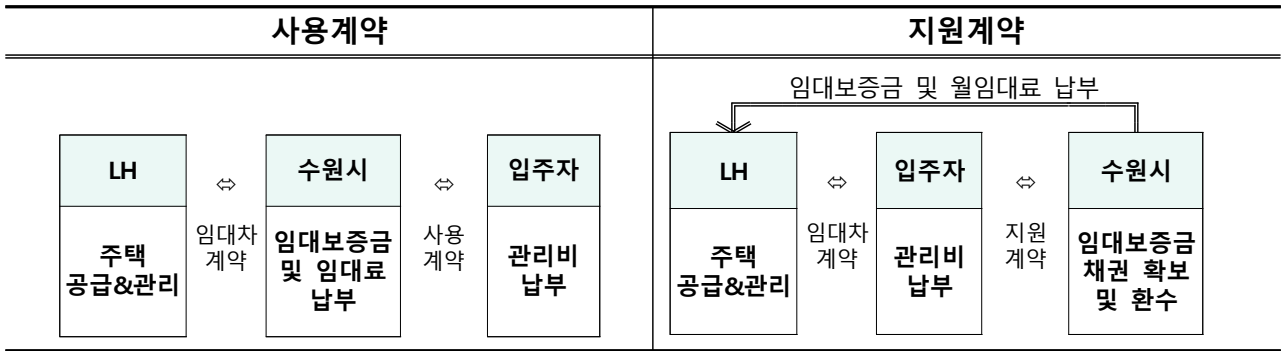 사용계약
LH
주택
공급&관리
⇔
임대차
계약
수원시
임대보증금
및 임대료
납부
⇔
사용
계약
입주자
관리비
납부
지원계약
임대보증금 및 월임대료 납부
LH
주택
공급&관리
⇔
임대차
계약
입주자
관리비
납부
⇔
지원
계약
수원시
임대보증금
채권 확보
및 환수